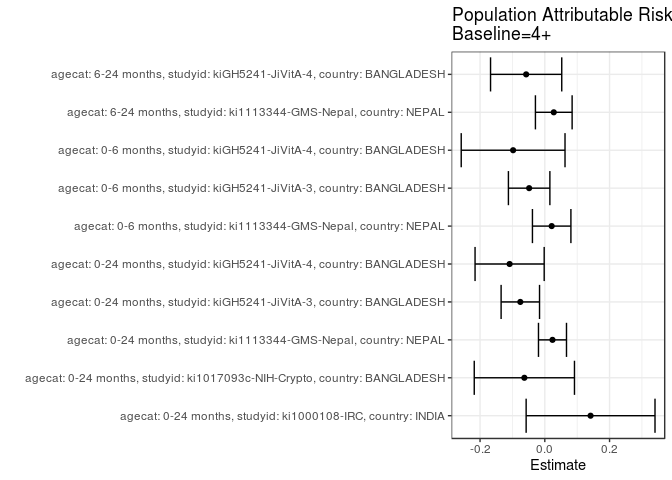 Population Attributable Risk
Baseline=4+
agecat: 6-24 months, studyid: kiGH5241-JiVitA-4, country: BANGLADESH
agecat: 6-24 months, studyid: ki1113344-GMS-Nepal, country: NEPAL
agecat: 0-6 months, studyid: kiGH5241-JiVitA-4, country: BANGLADESH
agecat: 0-6 months, studyid: kiGH5241-JiVitA-3, country: BANGLADESH
agecat: 0-6 months, studyid: ki1113344-GMS-Nepal, country: NEPAL
agecat: 0-24 months, studyid: kiGH5241-JiVitA-4, country: BANGLADESH
agecat: 0-24 months, studyid: kiGH5241-JiVitA-3, country: BANGLADESH
agecat: 0-24 months, studyid: ki1113344-GMS-Nepal, country: NEPAL
agecat: 0-24 months, studyid: ki1017093c-NIH-Crypto, country: BANGLADESH
agecat: 0-24 months, studyid: ki1000108-IRC, country: INDIA
-0.2 0.0 0.2
Estimate